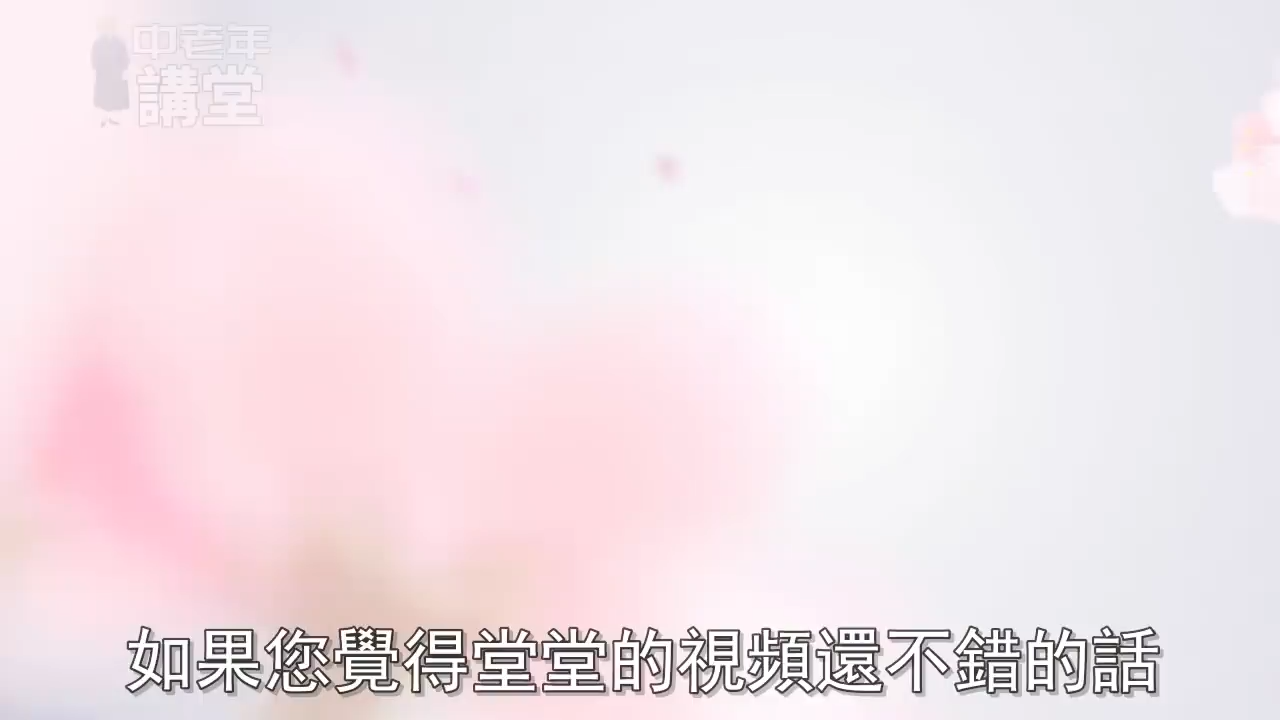 中老年
講堂
如果您覺得堂堂的視頻還不錯的話